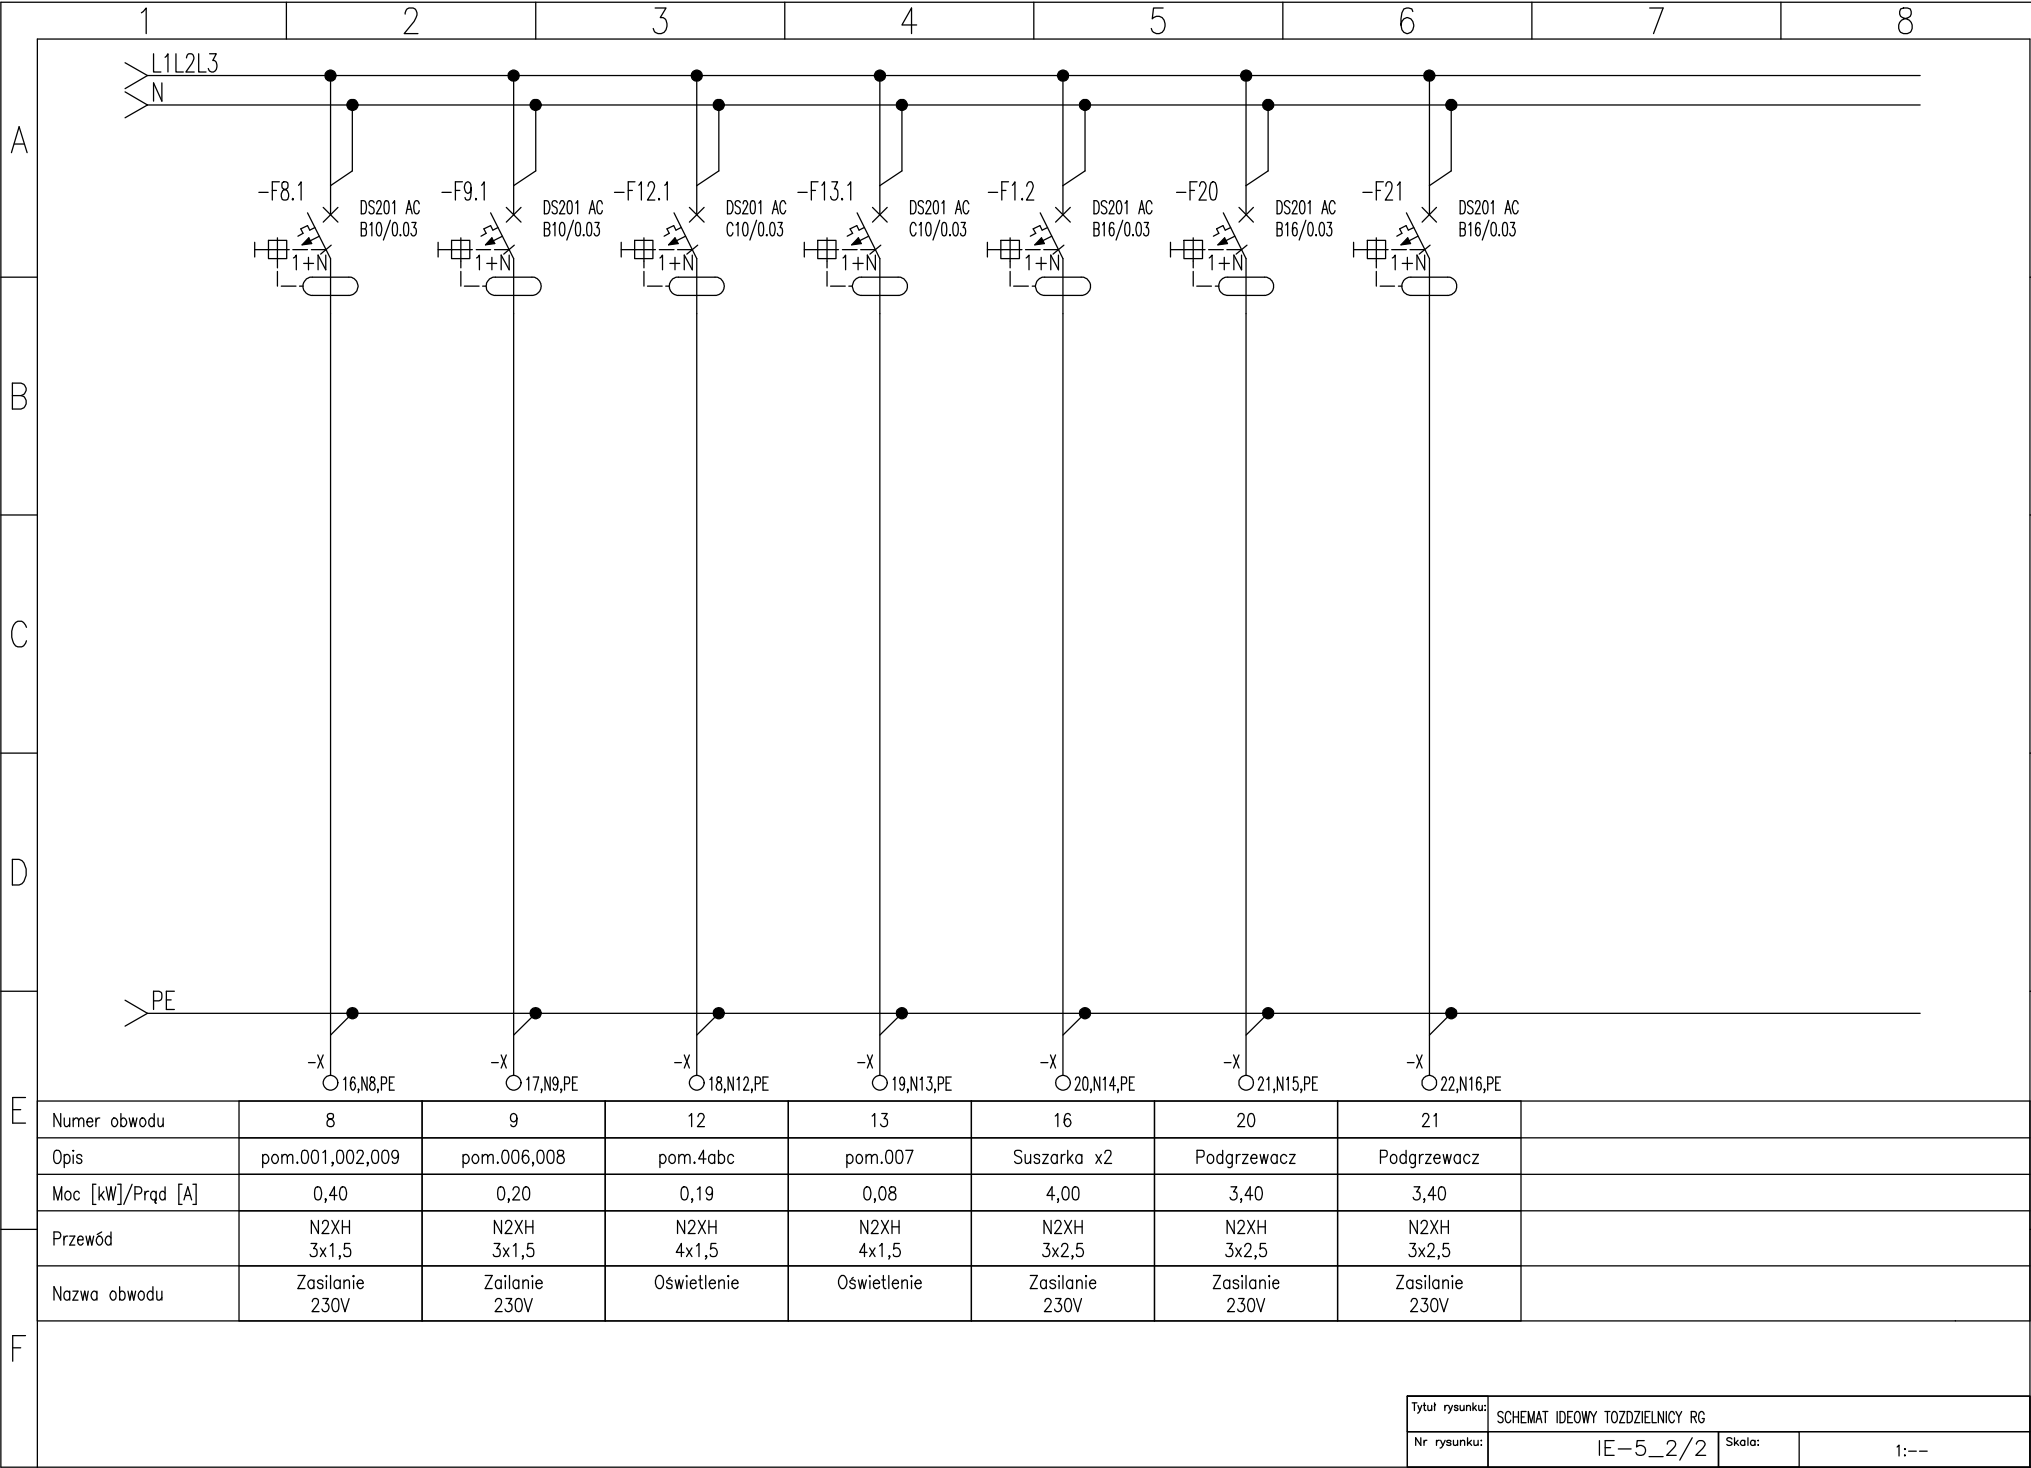 1 2 3 4 5 6 7 8
L1L2L3
N
A
-F8.1 -F9.1 -F12.1 -F13.1 -F1.2 -F20 -F21
DS201 AC DS201 AC DS201 AC DS201 AC DS201 AC DS201 AC DS201 AC
B10/0.03 B10/0.03 C10/0.03 C10/0.03 B16/0.03 B16/0.03 B16/0.03
1+N 1+N 1+N 1+N 1+N 1+N 1+N
B
C
D
PE
-X -X -X -X -X -X -X
16,N8,PE 17,N9,PE 18,N12,PE 19,N13,PE 20,N14,PE 21,N15,PE 22,N16,PE
E
Numer obwodu 8 9 12 13 16 20 21
Opis pom.001,002,009 pom.006,008 pom.4abc pom.007 Suszarka x2 Podgrzewacz Podgrzewacz
Moc [kW]/Prąd [A] 0,40 0,20 0,19 0,08 4,00 3,40 3,40
Przewód N2XH N2XH N2XH N2XH N2XH N2XH N2XH
3x1,5 3x1,5 4x1,5 4x1,5 3x2,5 3x2,5 3x2,5
Nazwa obwodu Zasilanie Zailanie Oświetlenie Oświetlenie Zasilanie Zasilanie Zasilanie
230V 230V 230V 230V 230V
F
Tytuł rysunku: SCHEMAT IDEOWY TOZDZIELNICY RG
Nr rysunku: IE-5_2/2 Skala: 1:--